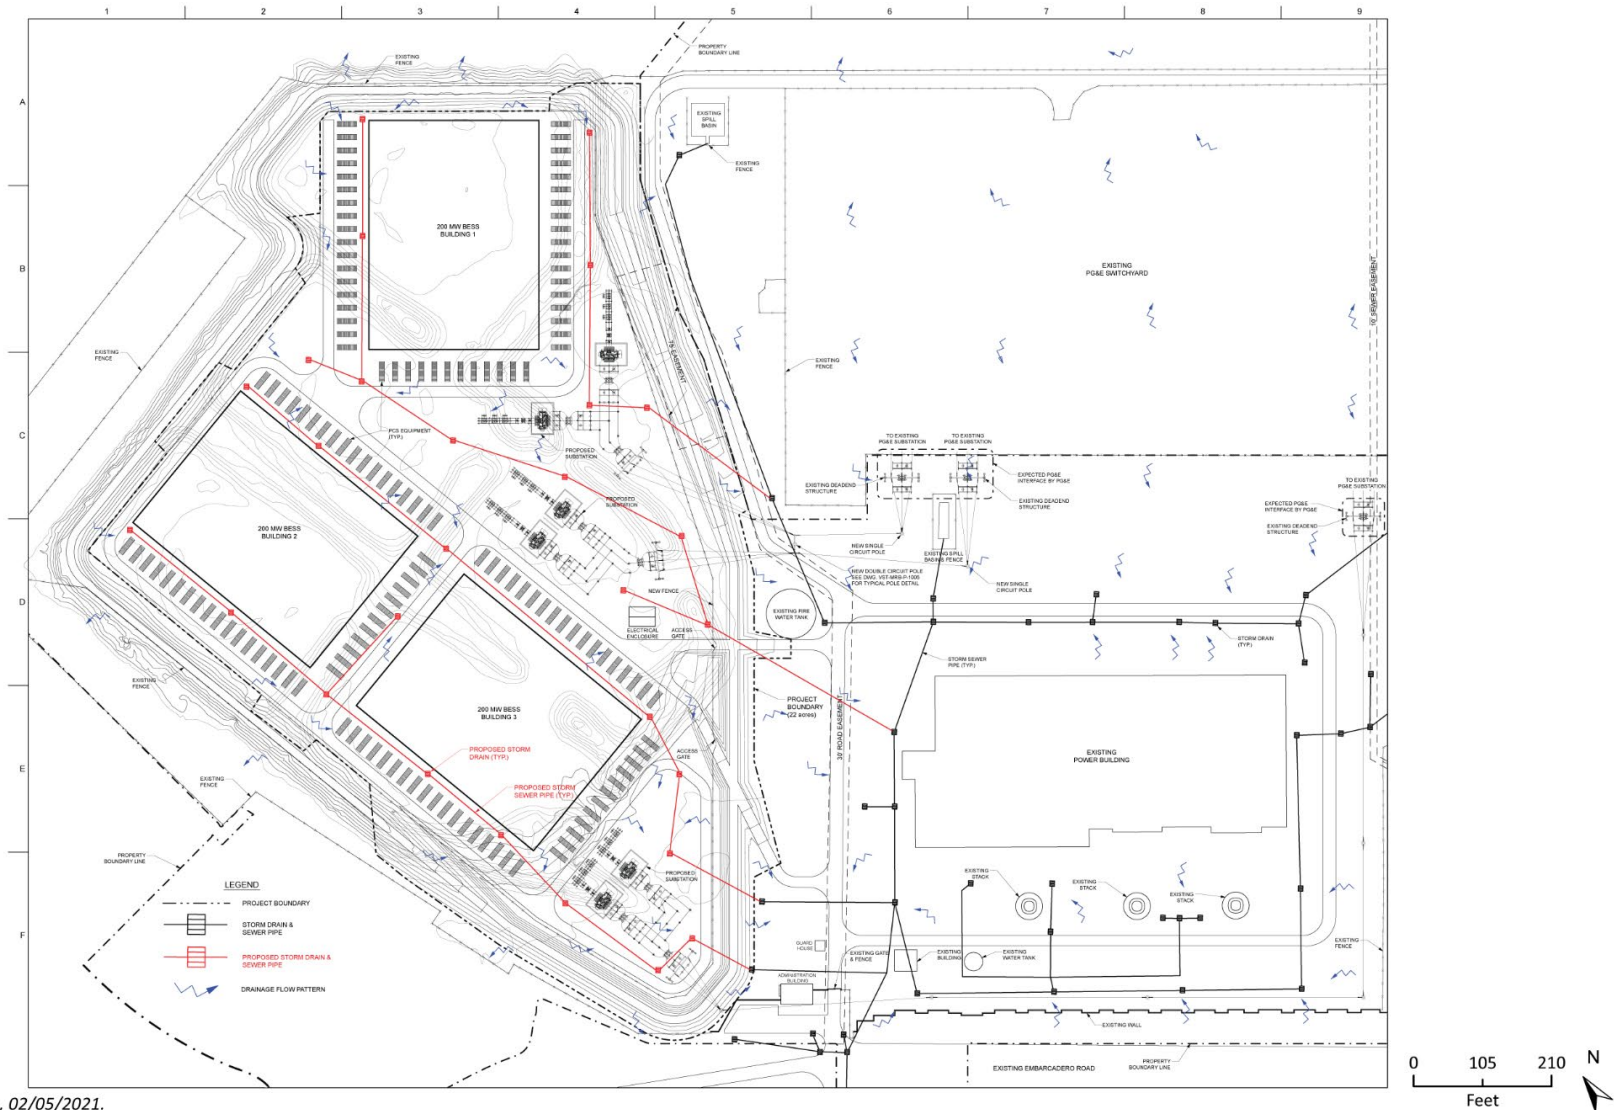 1
2
3
4
5
6
7
8
9
A
B
C
D
E
F
EXISTING
FENCE
PROPERTY
BOUNDARY LINE
EXISTING
SPILL
BASIN
EXISTING
FENCE
200 MW BESS
BUILDING 1
EXISTING
PG&E SWITCHYARD
10' SEWER EASEMENT
EXISTING
FENCE
EASEMENT
EXISTING
FENCE
PCS EQUIPMENT
(TYP.)
PROPOSED
SUBSTATION
TO EXISTING
PG&E SUBSTATION
TO EXISTING
PG&E SUBSTATION
EXISTING DEADEND
STRUCTURE
EXPECTED PG&E
INTERFACE BY PG&E
EXISTING DEADEND
STRUCTURE
TO EXISTING
PG&E SUBSTATION
EXPECTED PG&E
INTERFACE BY PG&E
EXISTING DEADEND
STRUCTURE
PROPOSED
SUBSTATION
200 MW BESS
BUILDING 2
NEW SINGLE
CIRCUIT POLE
EXISTING SPILL
BASIN & FENCE
NEW DOUBLE CIRCUIT POLE
FOR TYPICAL POLE DETAIL
NEW SINGLE
CIRCUIT POLE
NEW FENCE
EXISTING FIRE
WATER TANK
ELECTRICAL
ENCLOSURE
ACCESS
GATE
STORM DRAIN
(TYP.)
STORM SEWER
PIPE (TYP.)
EXISTING
FENCE
200 MW BESS
BUILDING 3
PROJECT
BOUNDARY
(22 acres)
30' ROAD EASEMENT
PROPOSED STORM
DRAIN (TYP.)
ACCESS
GATE
EXISTING
POWER BUILDING
EXISTING
FENCE
PROPOSED STORM
SEWER PIPE (TYP.)
PROPERTY
BOUNDARY LINE
PROPOSED
SUBSTATION
EXISTING
STACK
EXISTING
STACK
EXISTING
STACK
LEGEND
PROJECT BOUNDARY
STORM DRAIN &
SEWER PIPE
PROPOSED STORM DRAIN &
SEWER PIPE
DRAINAGE FLOW PATTERN
GUARD
HOUSE
EXISTING GATE
& FENCE
EXISTING
BUILDING
EXISTING
WATER TANK
EXISTING
FENCE
ADMINISTRATION
BUILDING
EXISTING WALL
EXISTING EMBARCADERO ROAD
PROPERTY
BOUNDARY LINE
0 105 210
Feet
N
. 02/05/2021.